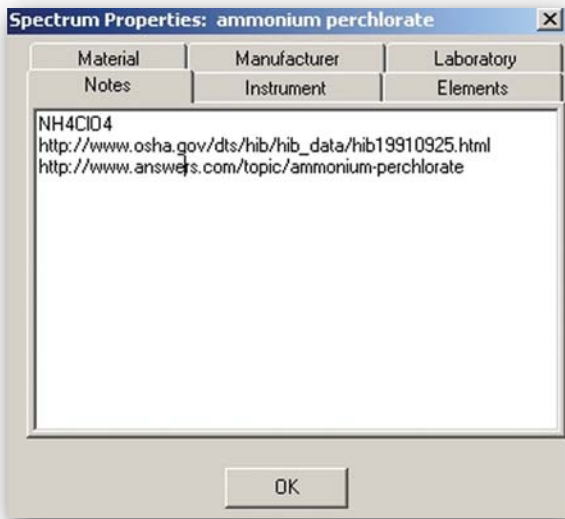 Spectrum Properties: ammonium perchlorate
Material Manufacturer Laboratory
Notes Instrument Elements
NH4ClO4
http://www.osha.gov/dts/hib/hib_data/hib19910925.html
http://www.answers.com/topic/ammonium-perchlorate
OK